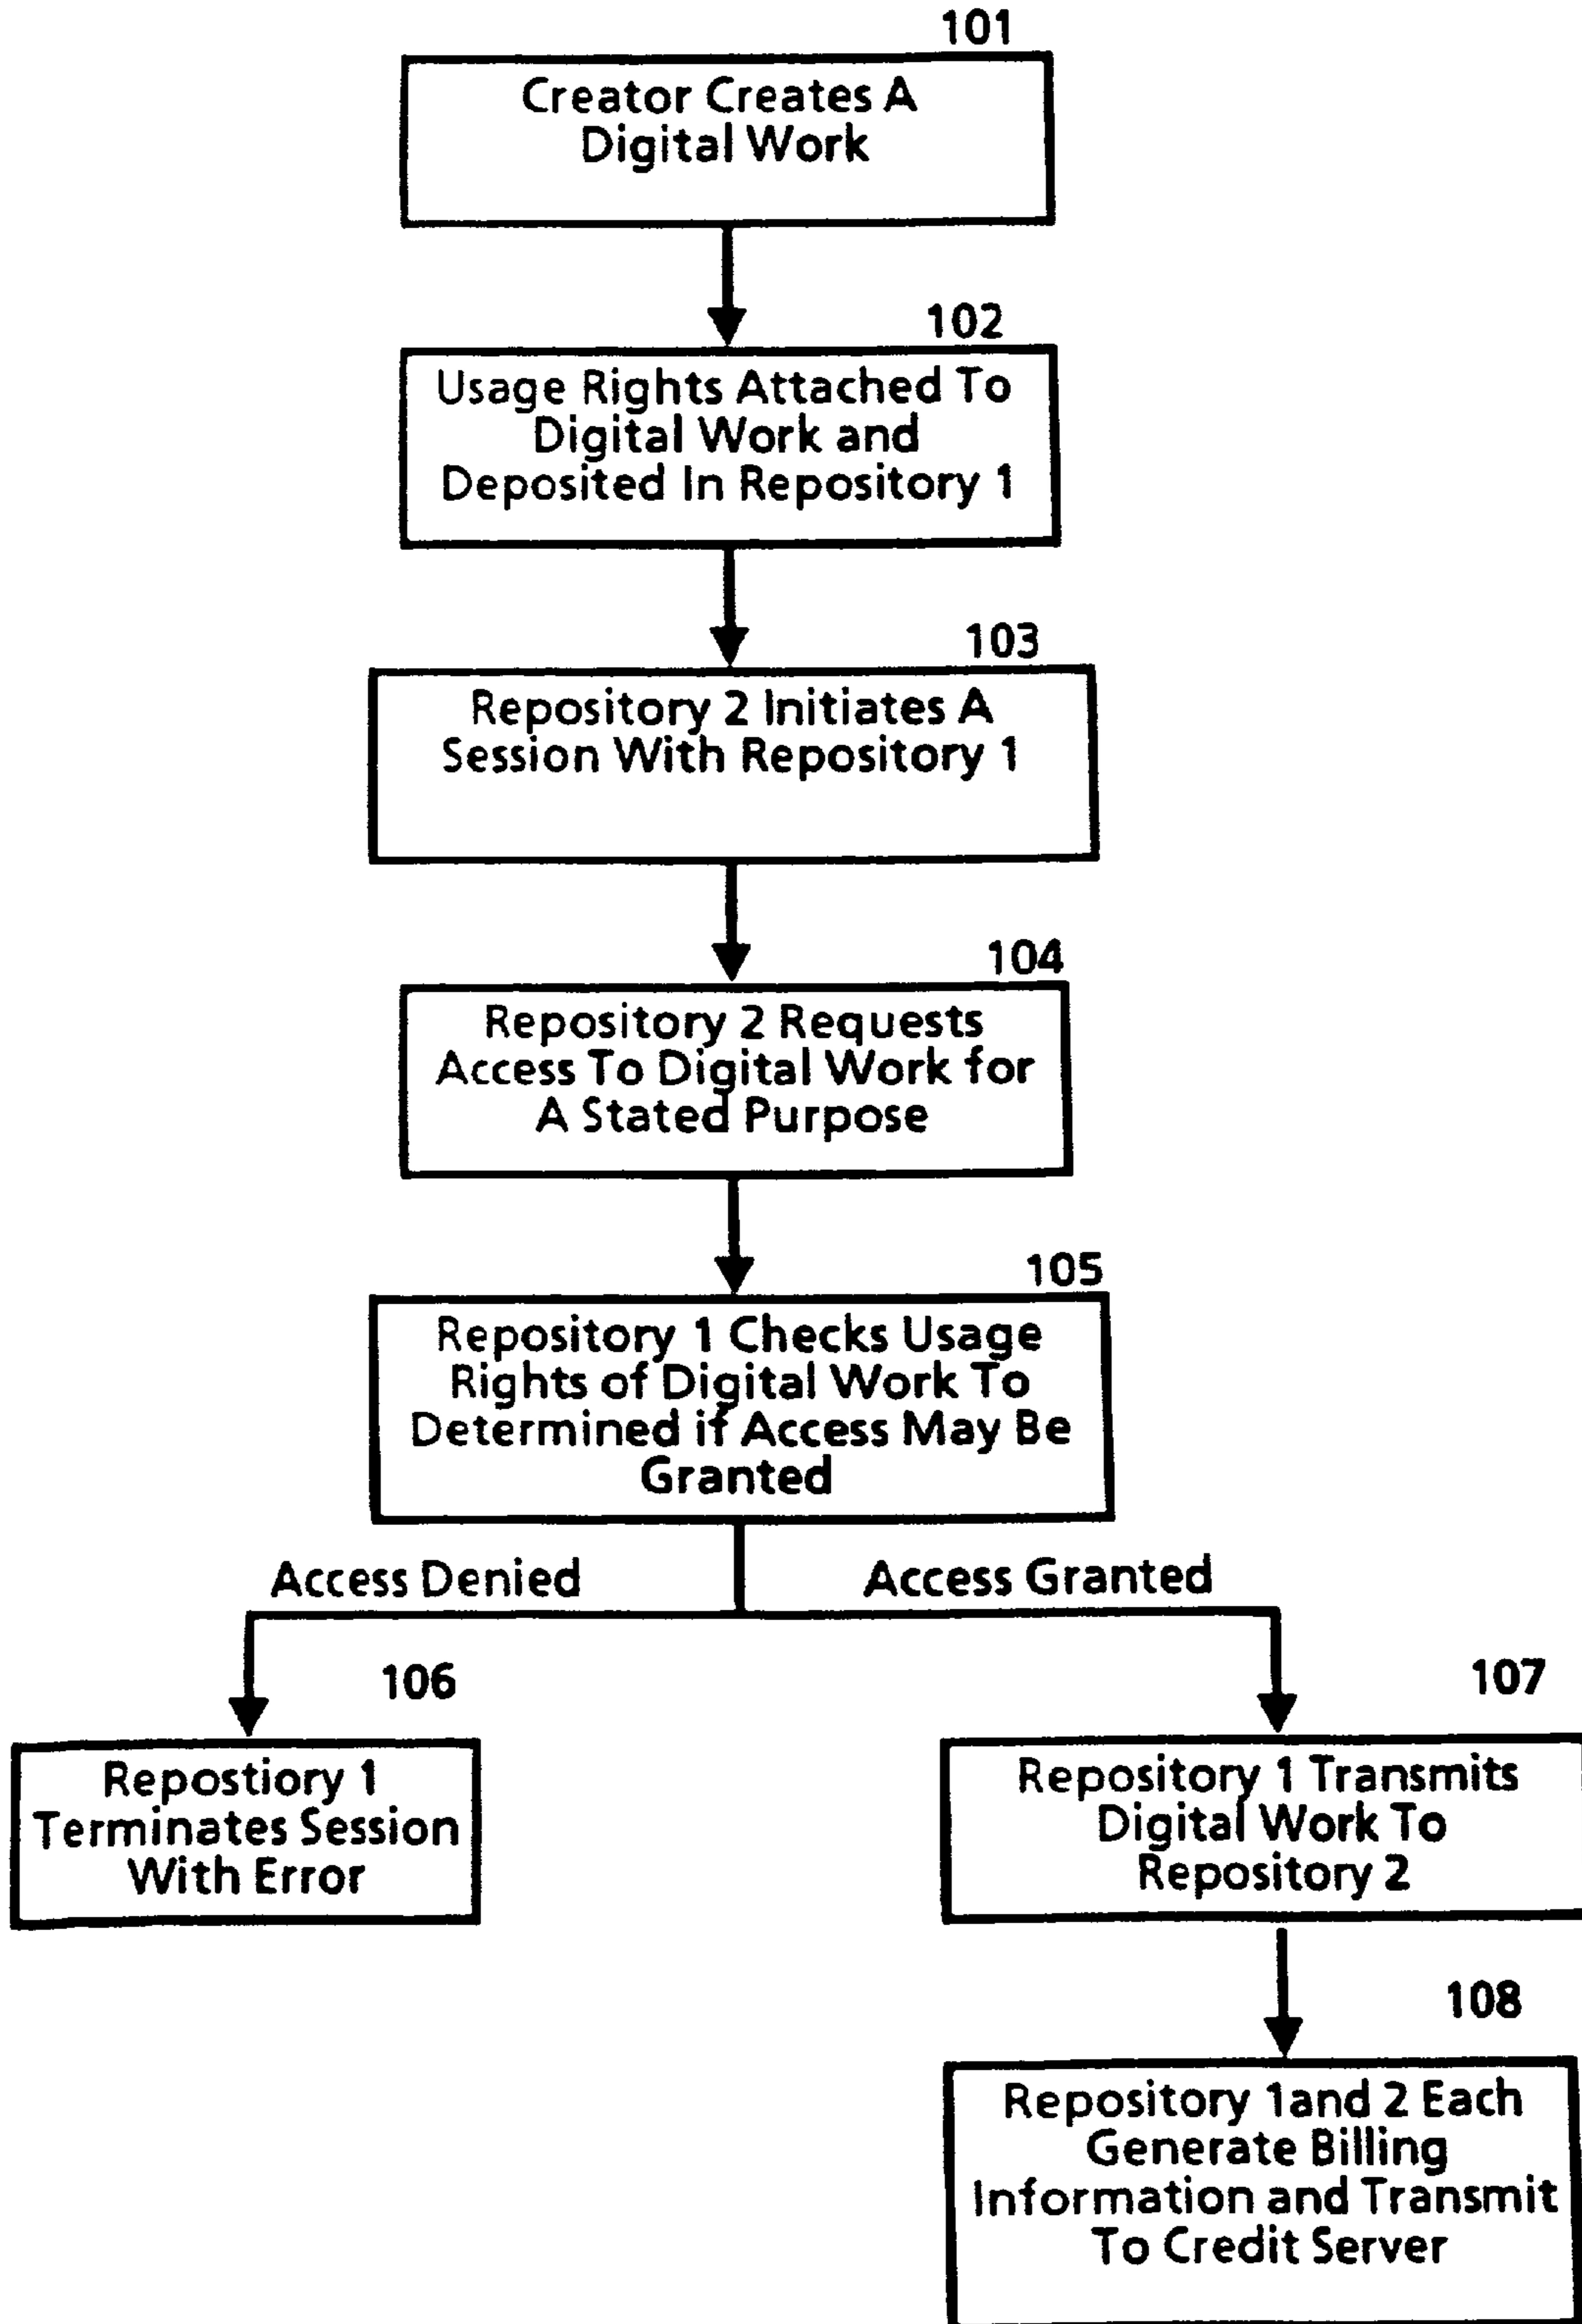 101
Creator Creates A
Digital Work
102
Usage Rights Attached To
Digital Work and
Deposited In Repository 1
103
Repository 2 Initiates A
Session With Repository 1
104
Repository 2 Requests
Access To Digital Work for
A Stated Purpose
105
Repository 1 Checks Usage
Rights of Digital Work To
Determined if Access May Be
Granted
Access Denied
Access Granted
106
Repostiory 1
Terminates Session
With Error
107
Repository 1 Transmits
Digital Work To
Repository 2
108
Repository 1and 2 Each
Generate Billing
Information and Transmit
To Credit Server